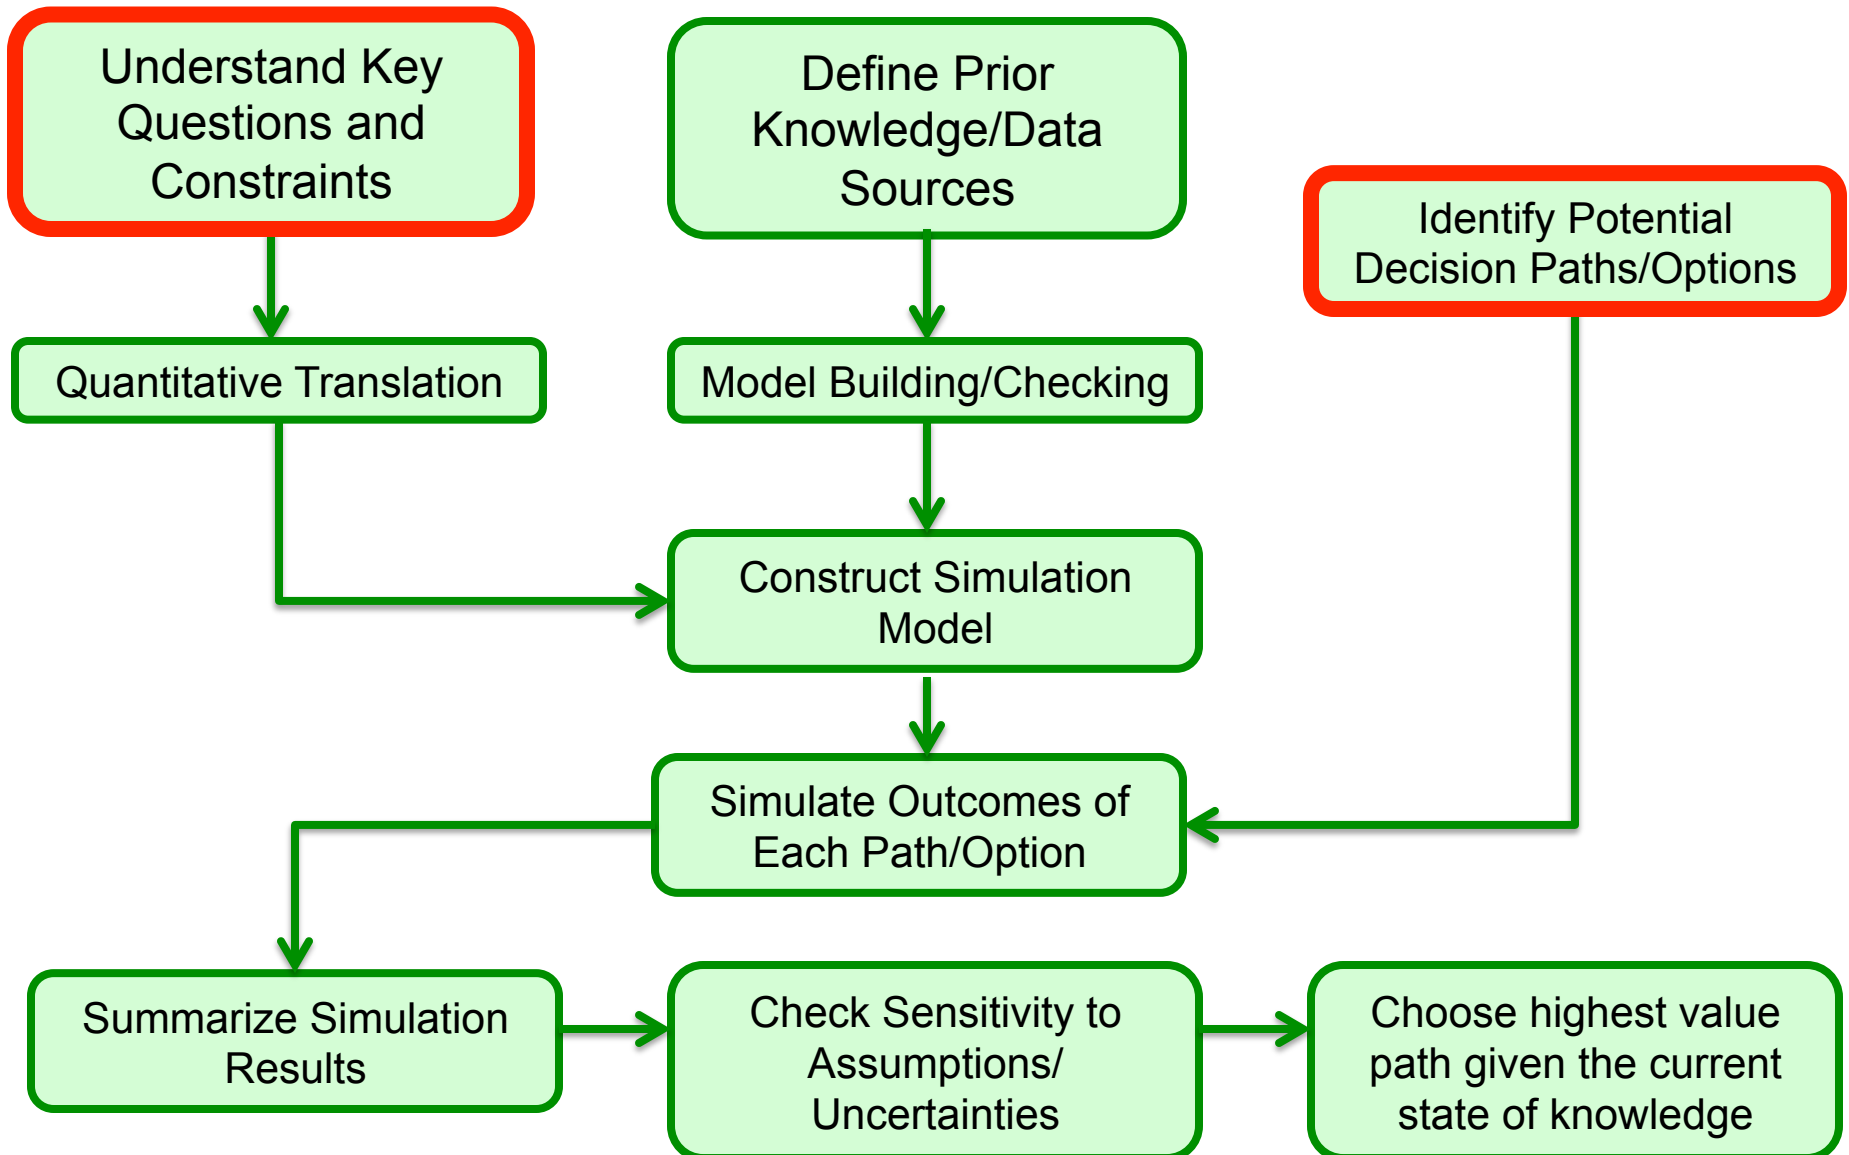 Understand Key
Questions and
Constraints
Define Prior
Knowledge/Data
Sources
Identify Potential
Decision Paths/Options
Quantitative Translation
Model Building/Checking
Construct Simulation
Model
Simulate Outcomes of
Each Path/Option
Summarize Simulation
Results
Check Sensitivity to
Assumptions/
Uncertainties
Choose highest value
path given the current
state of knowledge